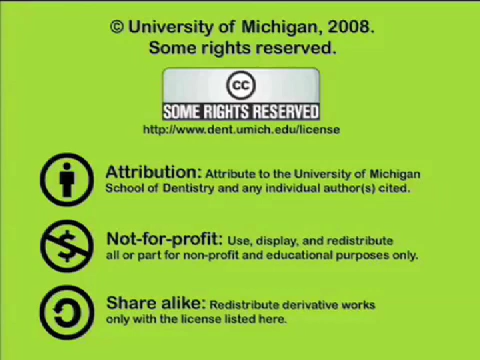 © University of Michigan, 2008.
Some rights reserved.
cc
SOME RIGHTS RESERVED
http://www.dent.umich.edu/license
Attribution: Attribute to the University of Michigan
School of Dentistry and any individual author(s) cited.
Not-for-profit: Use, display, and redistribute
all or part for non-profit and educational purposes only.
Share alike: Redistribute derivative works
only with the license listed here.